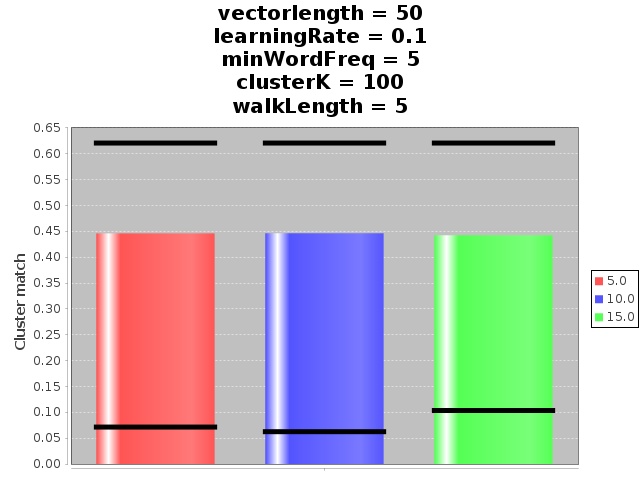 vectorlength = 50
learningRate = 0.1
minWordFreq = 5
clusterK = 100
walkLength = 5
0.65
0.60
0.55
0.50
0.45
0.40
0.35
0.30
0.25
0.20
0.15
0.10
0.05
0.00
Cluster match
5.0
10.0
15.0